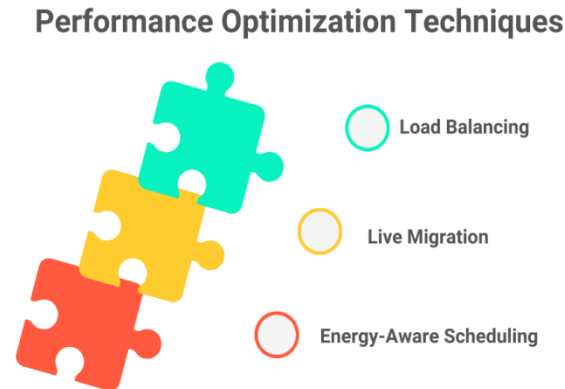 Performance Optimization Techniques
Load Balancing
Live Migration
Energy-Aware Scheduling